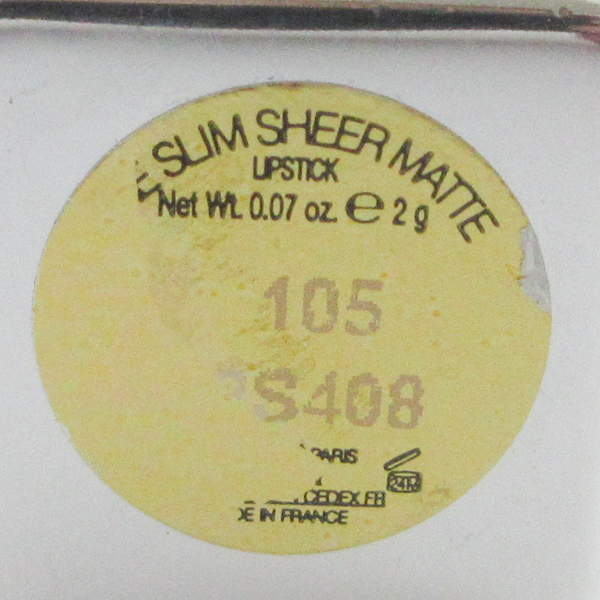 SLIM SHEER MATTE
LIPSTICK
Net Wt. 0.07 oz. ℮ 2 g
105
S408
PARIS
24M
CEDEX FR
IN FRANCE